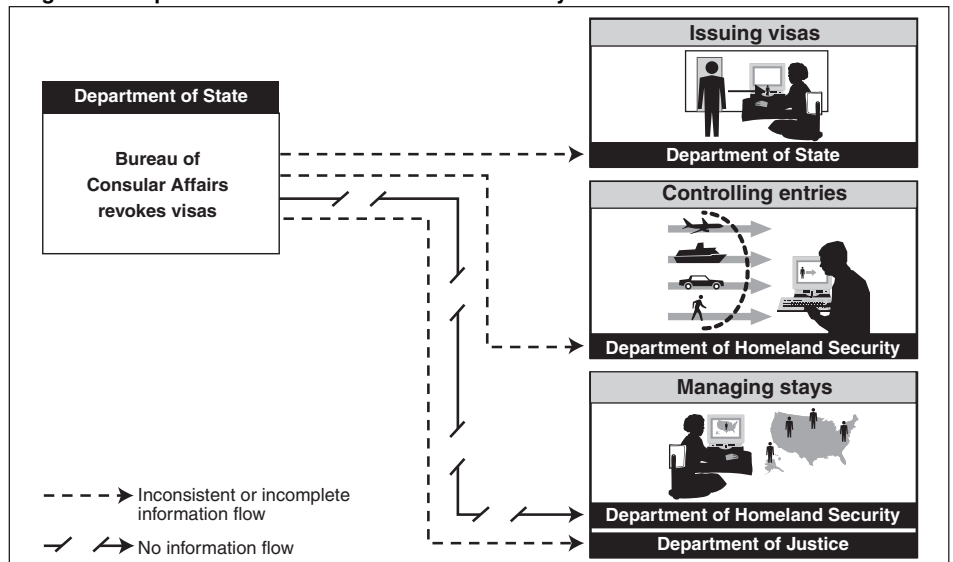 Department of State
Bureau of
Consular Affairs
revokes visas
Issuing visas
Department of State
Controlling entries
Department of Homeland Security
Managing stays
Department of Homeland Security
Department of Justice
Inconsistent or incomplete
information flow
No information flow